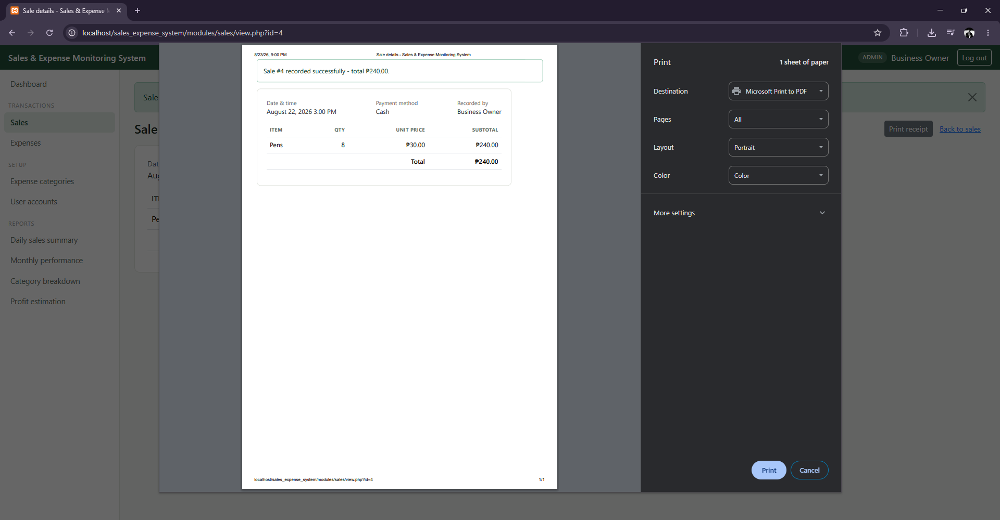 Sale details - Sales & Expense M
localhost/sales_expense_system/modules/sales/view.php?id=4
Sales & Expense Monitoring System
ADMIN
Business Owner
Log out
Dashboard
TRANSACTIONS
Sales
Expenses
SETUP
Expense categories
User accounts
REPORTS
Daily sales summary
Monthly performance
Category breakdown
Profit estimation
Sale
Sale
Print receipt
Back to sales
Dat
Aug
ITE
Pe
8/23/26, 9:00 PM
Sale details - Sales & Expense Monitoring System
Sale #4 recorded successfully - total ₱240.00.
Date & time
August 22, 2026 3:00 PM
Payment method
Cash
Recorded by
Business Owner
ITEM QTY UNIT PRICE SUBTOTAL
Pens 8 ₱30.00 ₱240.00
Total ₱240.00
localhost/sales_expense_system/modules/sales/view.php?id=4
1/1
Print
1 sheet of paper
Destination
Microsoft Print to PDF
Pages
All
Layout
Portrait
Color
Color
More settings
Print
Cancel